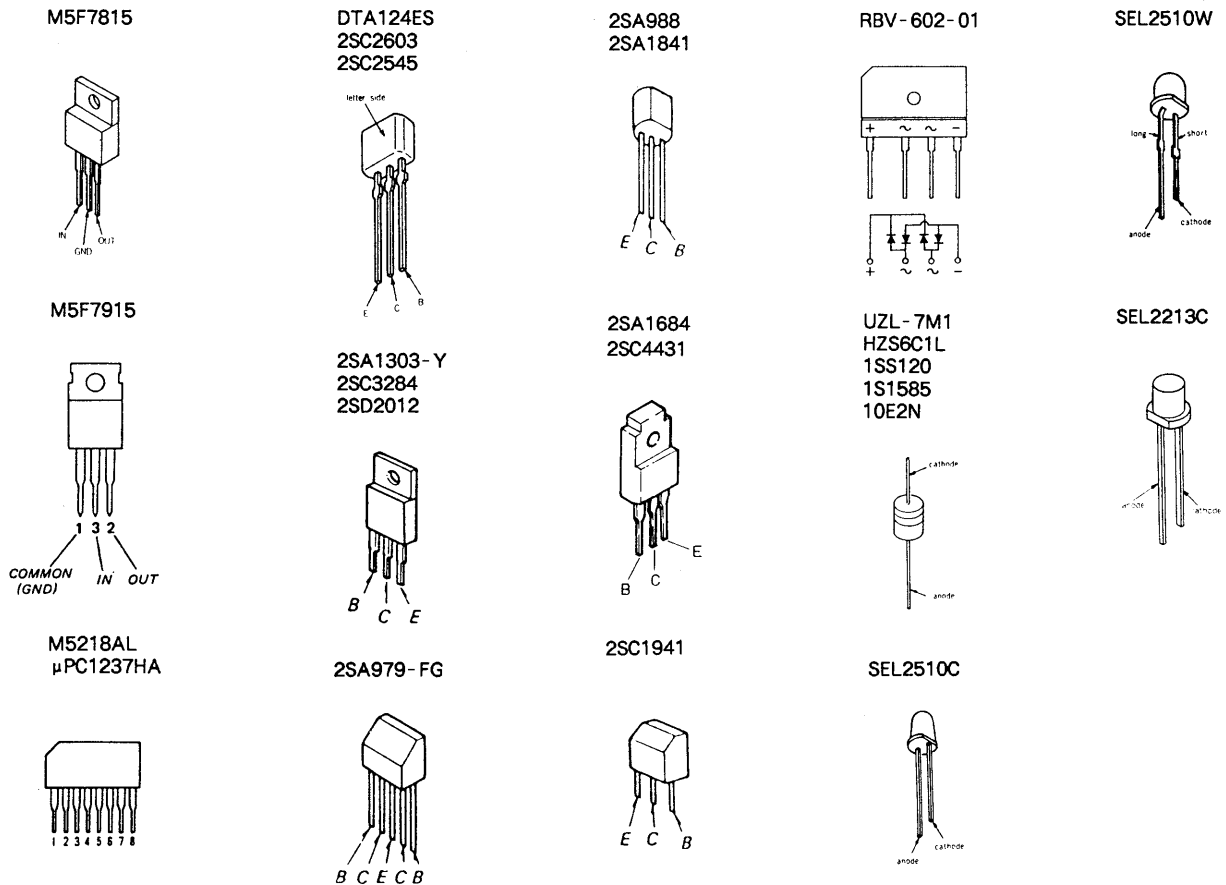 M5F7815
IN
GND
OUT
M5F7915
1 3 2
COMMON
(GND)
IN OUT
M5218AL
μPC1237HA
1 2 3 4 5 6 7 8
DTA124ES
2SC2603
2SC2545
letter side
E C B
2SA1303-Y
2SC3284
2SD2012
B C E
2SA979-FG
B C E C B
2SA988
2SA1841
E C B
2SA1684
2SC4431
B C E
2SC1941
E C B
RBV-602-01
+ ~ ~ -
+ ~ ~ -
UZL-7M1
HZS6C1L
1SS120
1S1585
10E2N
cathode
anode
SEL2510C
anode
cathode
SEL2510W
long
short
anode
cathode
SEL2213C
anode
athode